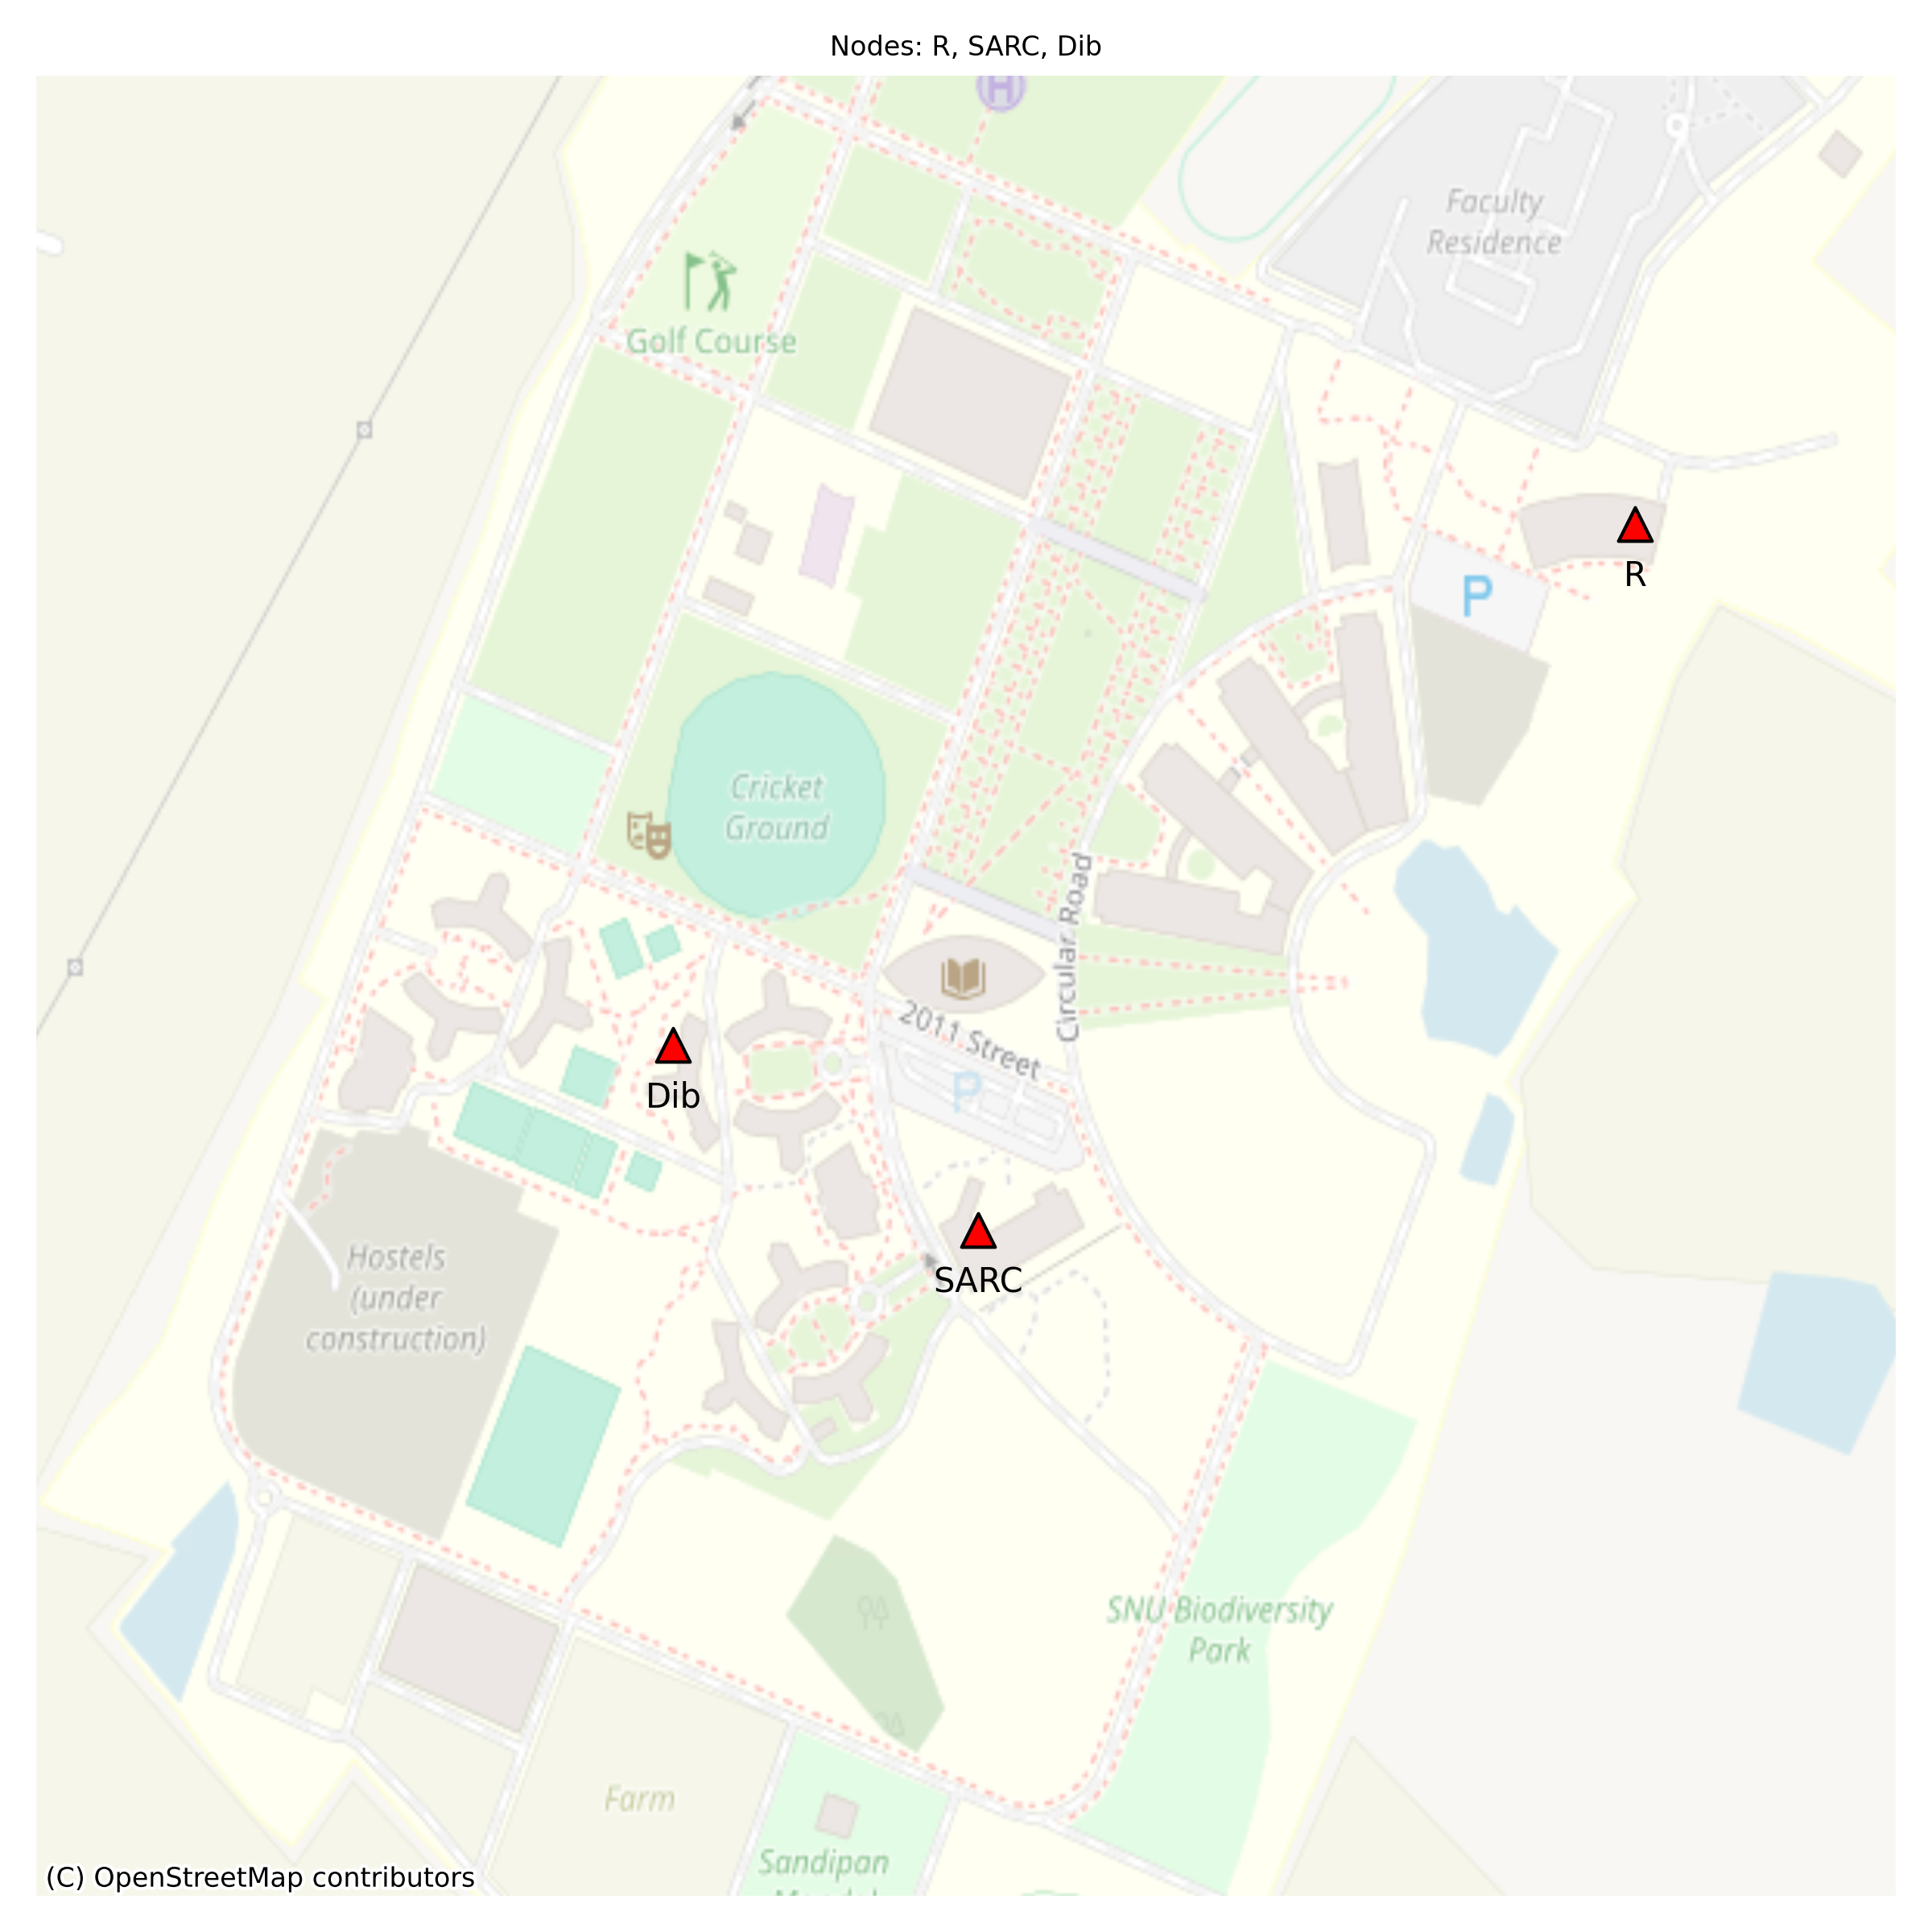 Nodes: R, SARC, Dib
H
Faculty
Residence
Golf Course
R
P
Cricket
Ground
Circular Road
2011 Street
P
Dib
SARC
Hostels
(under
construction)
SNU Biodiversity
Park
Farm
Sandipan
(C) OpenStreetMap contributors